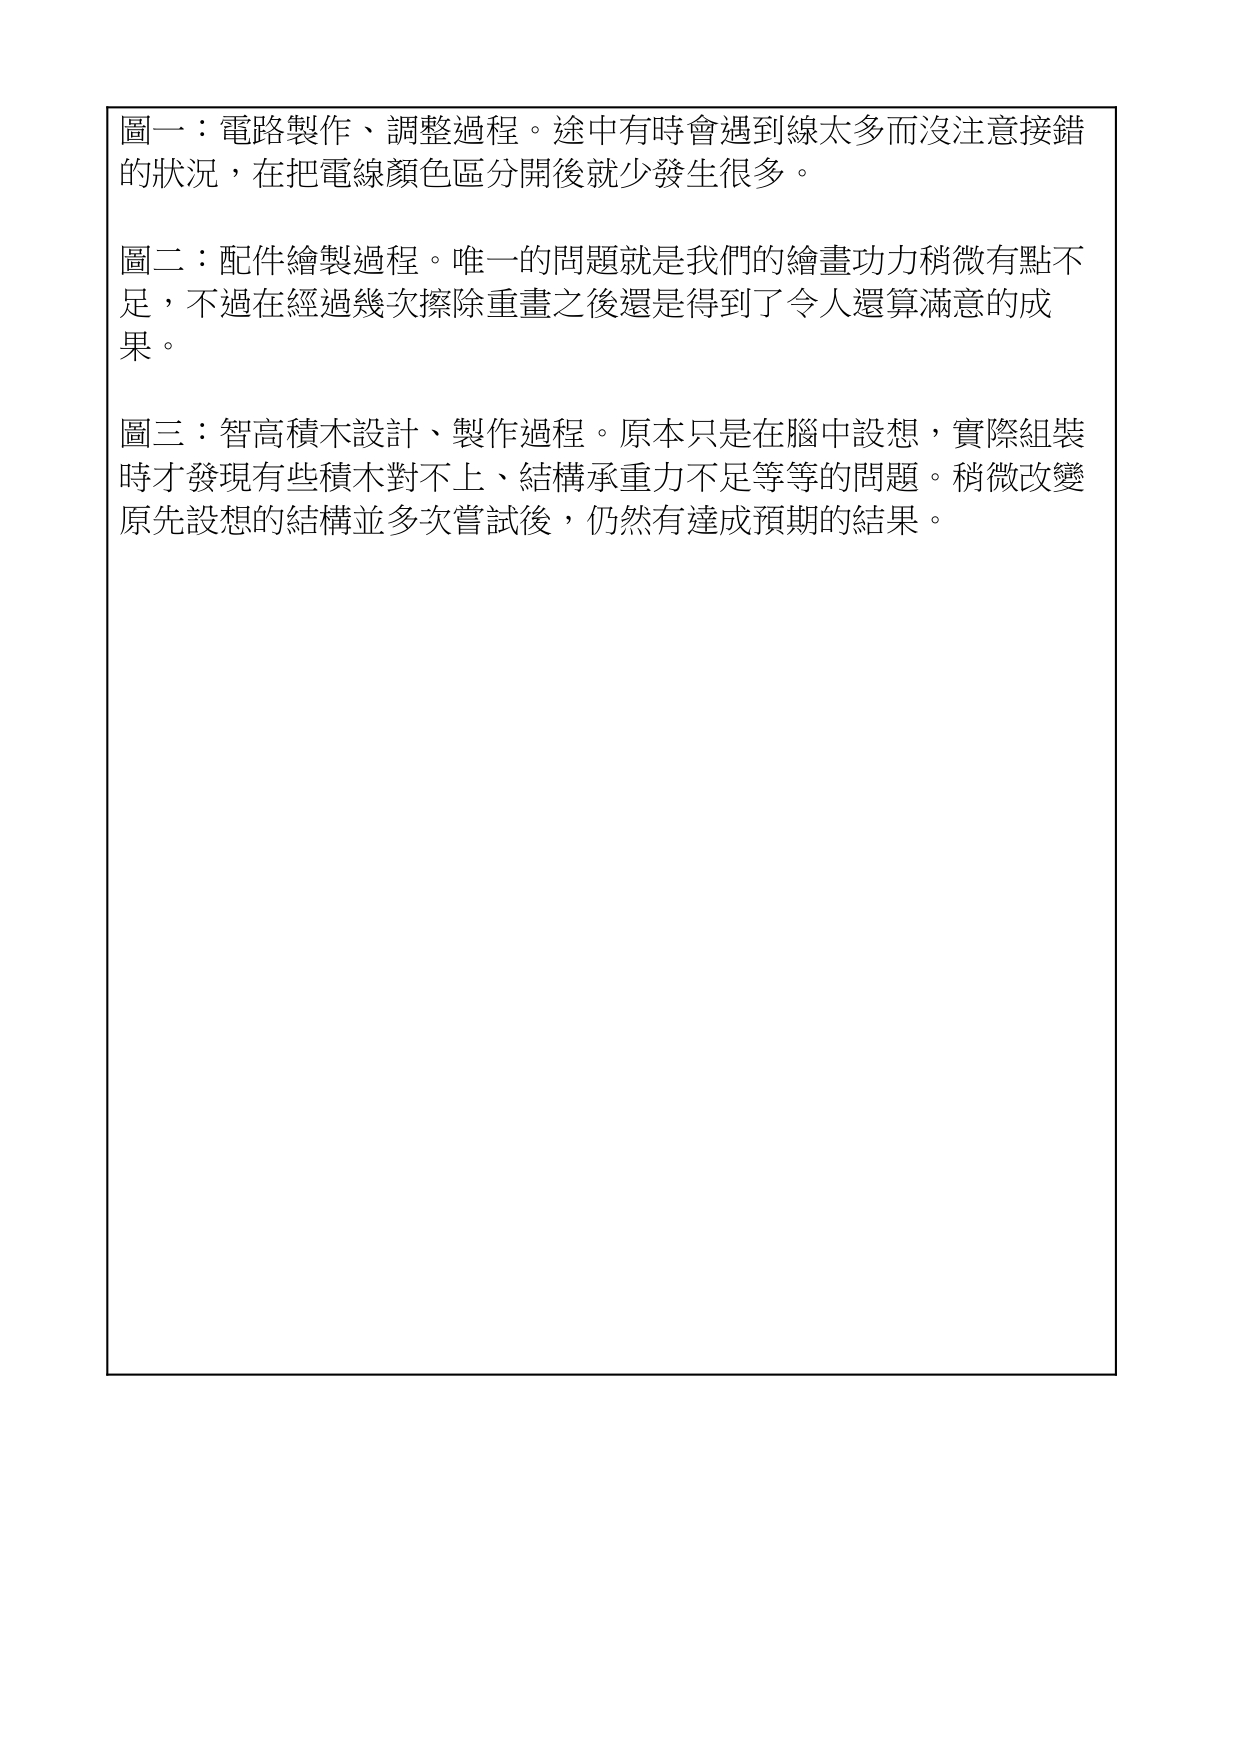 圖一：電路製作、調整過程。途中有時會遇到線太多而沒注意接錯
的狀況，在把電線顏色區分開後就少發生很多。
圖二：配件繪製過程。唯一的問題就是我們的繪畫功力稍微有點不
足，不過在經過幾次擦除重畫之後還是得到了令人還算滿意的成
果。
圖三：智高積木設計、製作過程。原本只是在腦中設想，實際組裝
時才發現有些積木對不上、結構承重力不足等等的問題。稍微改變
原先設想的結構並多次嘗試後，仍然有達成預期的結果。